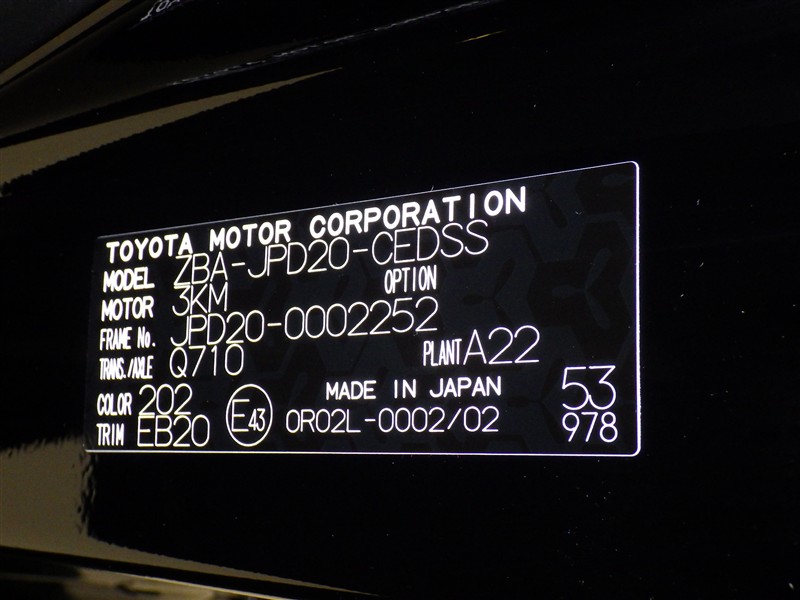 TOYOTA MOTOR CORPORATION
MODEL ZBA-JPD20-CEDSS
MOTOR 3KM OPTION
FRAME No. JPD20-0002252
TRANS./AXLE Q710 PLANT A22
COLOR 202 MADE IN JAPAN 53
TRIM EB20 E43 0R02L-0002/02 978